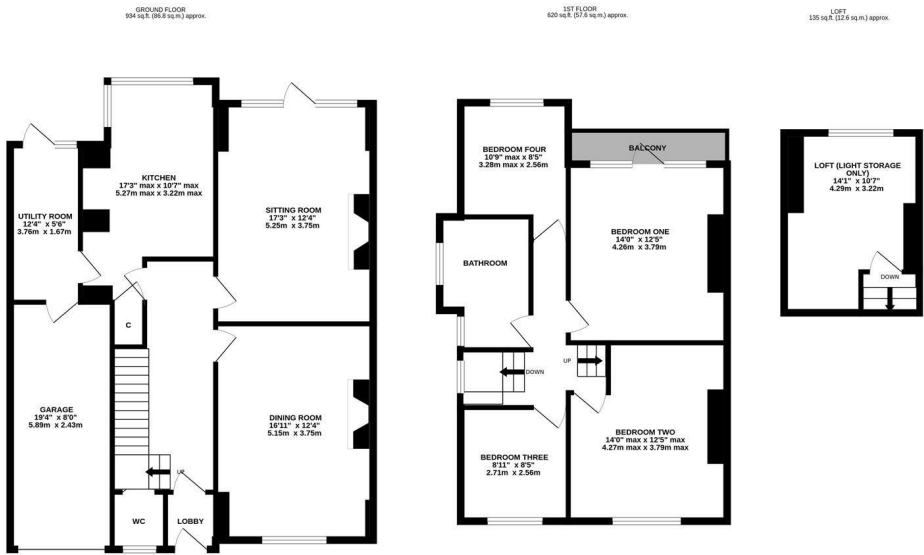 GROUND FLOOR
934 sq.ft. (86.8 sq.m.) approx.
KITCHEN
17'3" max x 10'7" max
5.27m max x 3.22m max
UTILITY ROOM
12'4" x 5'6"
3.76m x 1.67m
SITTING ROOM
17'3" x 12'4"
5.25m x 3.75m
C
GARAGE
19'4" x 8'0"
5.89m x 2.43m
DINING ROOM
16'11" x 12'4"
5.15m x 3.75m
UP
WC
LOBBY
1ST FLOOR
620 sq.ft. (57.6 sq.m.) approx.
BEDROOM FOUR
10'9" max x 8'5"
3.28m max x 2.56m
BALCONY
BEDROOM ONE
14'0" x 12'5"
4.26m x 3.79m
BATHROOM
UP
DOWN
BEDROOM TWO
14'0" max x 12'5" max
4.27m max x 3.79m max
BEDROOM THREE
8'11" x 8'5"
2.71m x 2.56m
LOFT
135 sq.ft. (12.6 sq.m.) approx.
LOFT (LIGHT STORAGE
ONLY)
14'1" x 10'7"
4.29m x 3.22m
DOWN